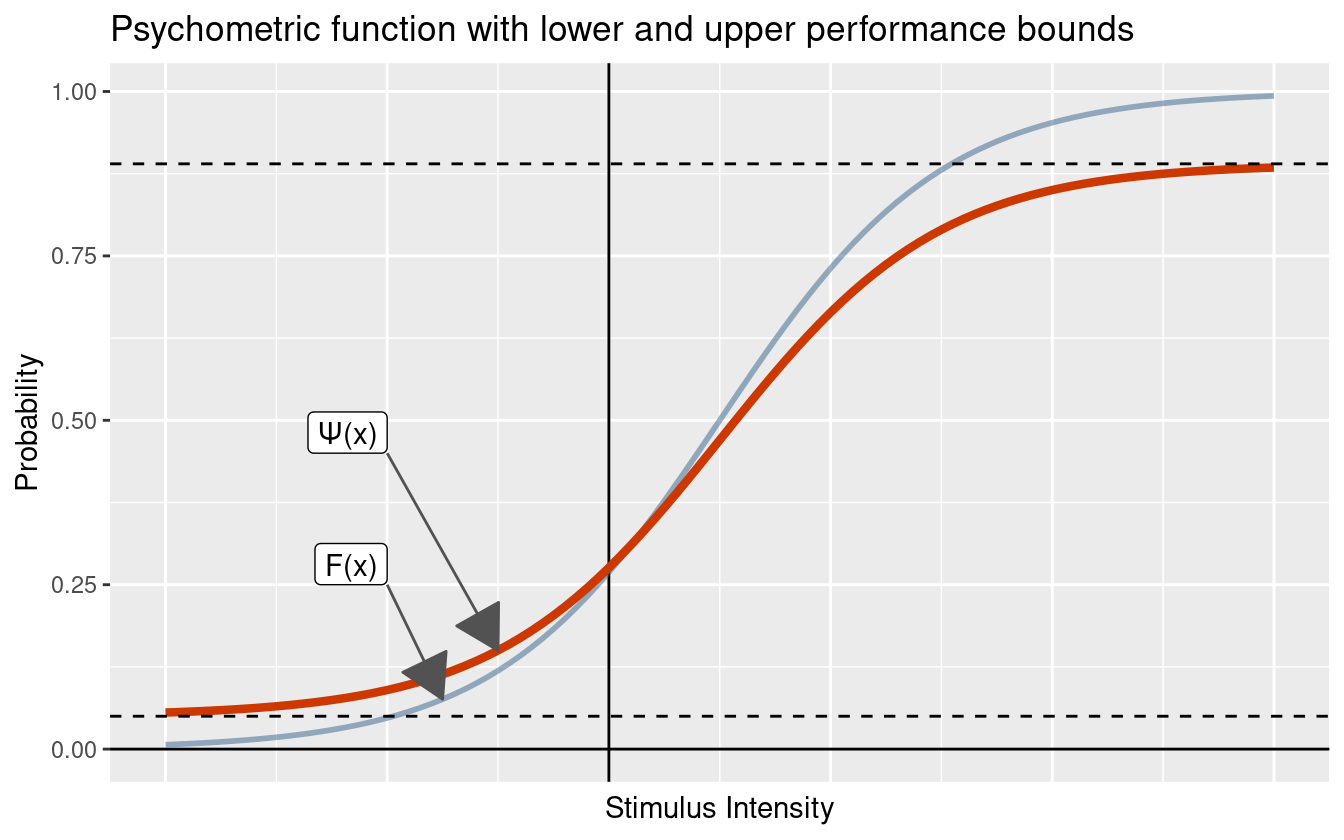 Psychometric function with lower and upper performance bounds
1.00
0.75
0.50
0.25
0.00
Probability
Ψ(x)
F(x)
Stimulus Intensity